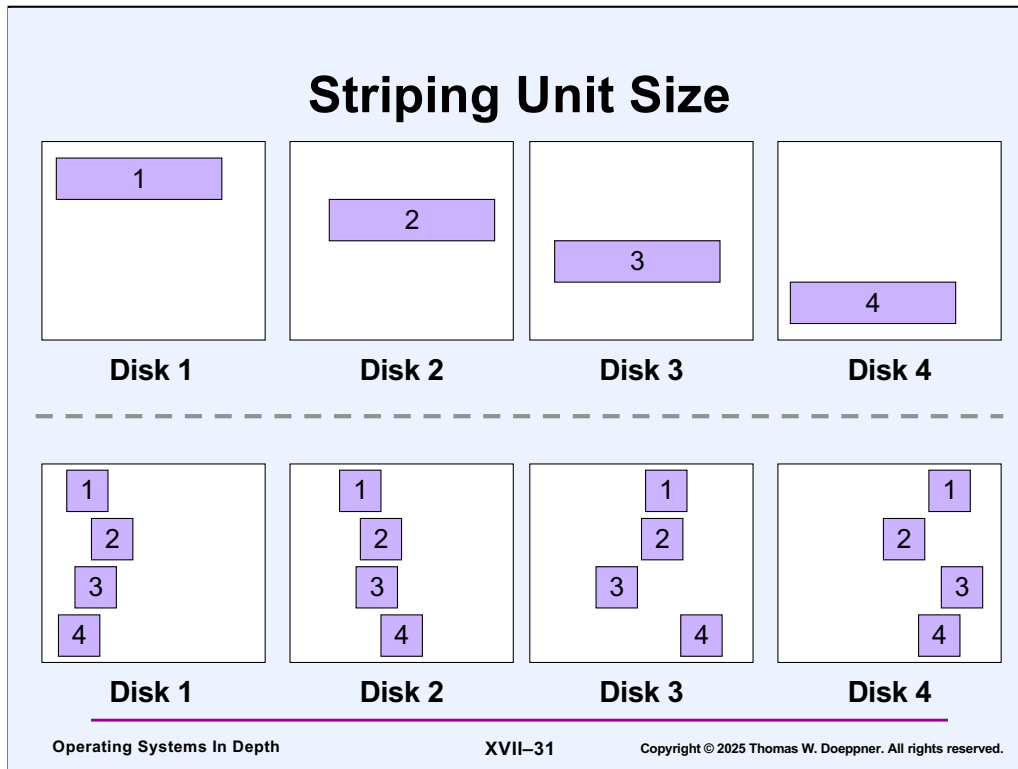 Striping Unit Size
1
2
3
4
Disk 1 Disk 2 Disk 3 Disk 4
1 1 1 1
2 2 2 2
3 3 3 3
4 4 4 4
Disk 1 Disk 2 Disk 3 Disk 4
Operating Systems In Depth XVII–31 Copyright © 2025 Thomas W. Doeppner. All rights reserved.